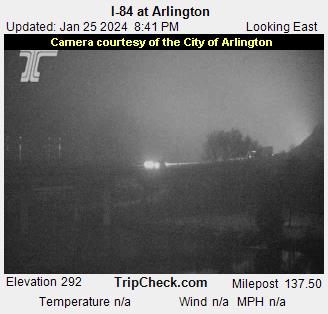 I-84 at Arlington
Updated: Jan 25 2024 8:41 PM Looking East
Camera courtesy of the City of Arlington
Elevation 292 TripCheck.com Milepost 137.50
Temperature n/a Wind n/a MPH n/a